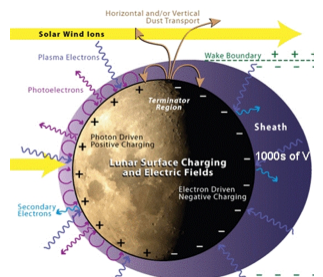 Horizontal and/or Vertical
Dust Transport
Solar Wind Ions
Plasma Electrons
Wake Boundary
Photoelectrons
Terminator
Region
Sheath
Photon Driven
Positive Charging
1000s of V
Lunar Surface Charging
and Electric Fields
Electron Driven
Negative Charging
Secondary
Electrons